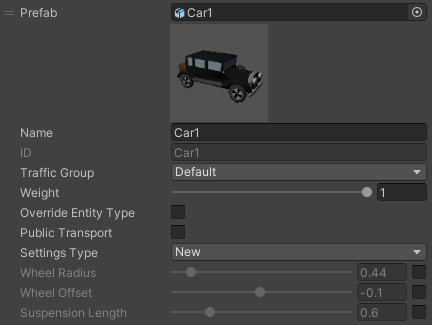 Prefab Car1
Name Car1
ID Car1
Traffic Group Default
Weight 1
Override Entity Type
Public Transport
Settings Type New
Wheel Radius 0.44
Wheel Offset -0.1
Suspension Length 0.6